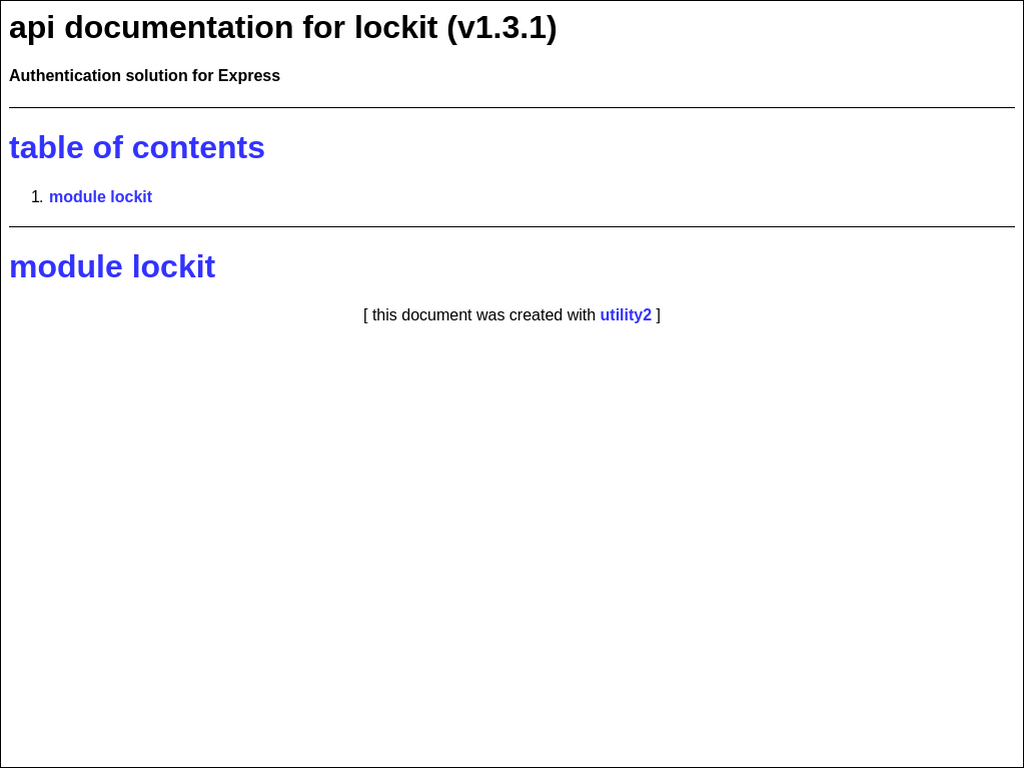 api documentation for lockit (v1.3.1)
Authentication solution for Express
table of contents
1. module lockit
module lockit
[ this document was created with utility2 ]